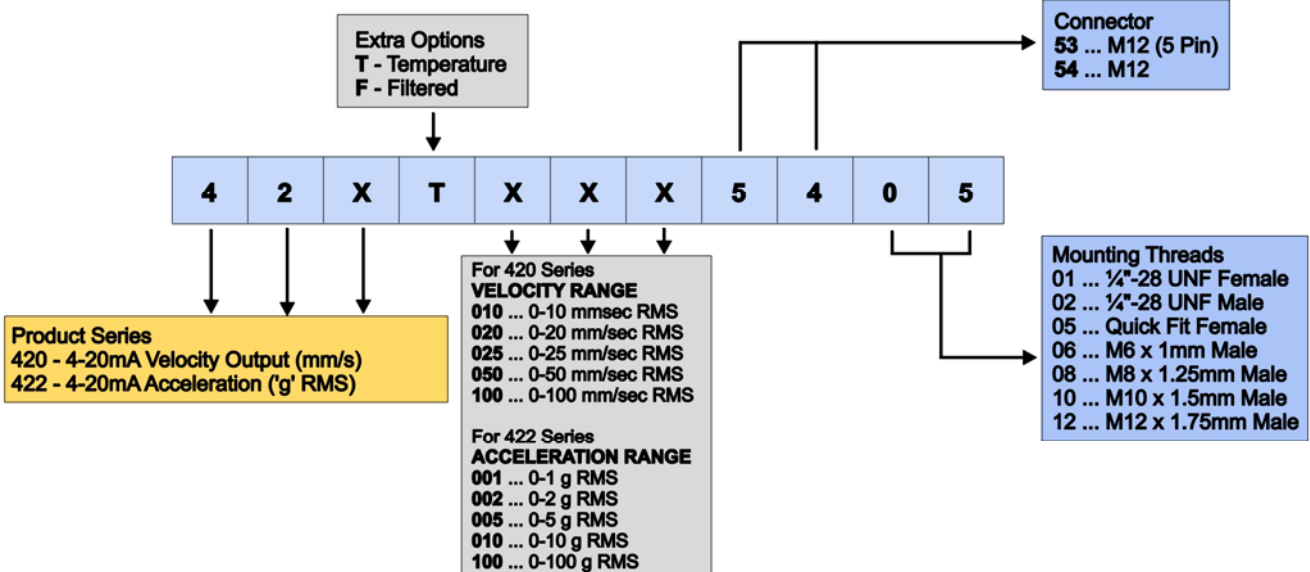 Extra Options
T - Temperature
F - Filtered
Connector
53 ... M12 (5 Pin)
54 ... M12
4 2 X T X X X 5 4 0 5
Product Series
420 - 4-20mA Velocity Output (mm/s)
422 - 4-20mA Acceleration ('g' RMS)
For 420 Series
VELOCITY RANGE
010 ... 0-10 mmsec RMS
020 ... 0-20 mm/sec RMS
025 ... 0-25 mm/sec RMS
050 ... 0-50 mm/sec RMS
100 ... 0-100 mm/sec RMS
For 422 Series
ACCELERATION RANGE
001 ... 0-1 g RMS
002 ... 0-2 g RMS
005 ... 0-5 g RMS
010 ... 0-10 g RMS
100 ... 0-100 g RMS
Mounting Threads
01 ... ¼"-28 UNF Female
02 ... ¼"-28 UNF Male
05 ... Quick Fit Female
06 ... M6 x 1mm Male
08 ... M8 x 1.25mm Male
10 ... M10 x 1.5mm Male
12 ... M12 x 1.75mm Male